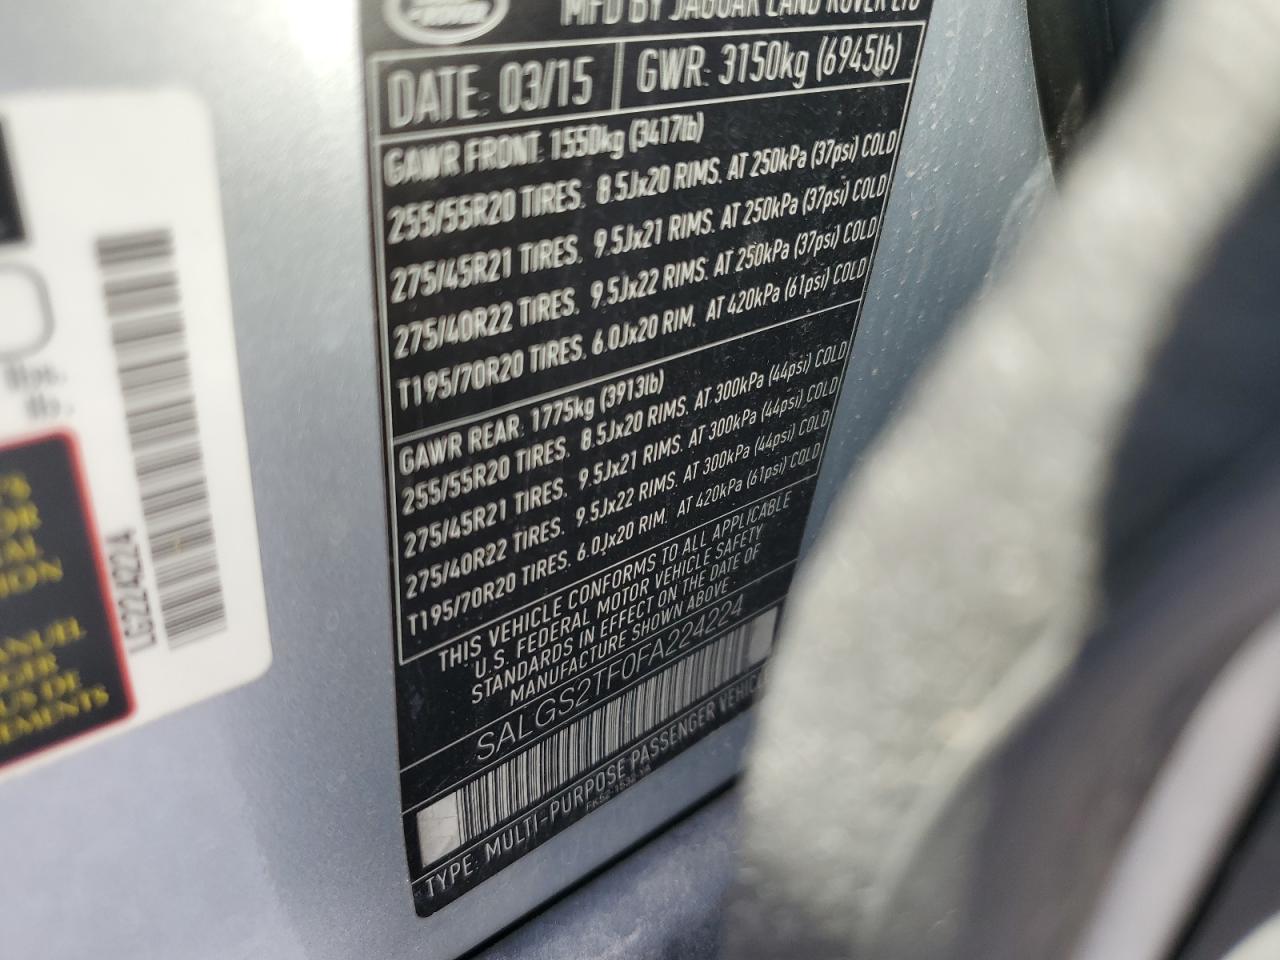 ROVER
MFD BY JAGUAR LAND ROVER LTD
DATE: 03/15 GWR: 3150kg (6945lb)
GAWR FRONT: 1550kg (3417lb)
255/55R20 TIRES. 8.5Jx20 RIMS. AT 250kPa (37psi) COLD
275/45R21 TIRES. 9.5Jx21 RIMS. AT 250kPa (37psi) COLD
275/40R22 TIRES. 9.5Jx22 RIMS. AT 250kPa (37psi) COLD
T195/70R20 TIRES. 6.0Jx20 RIM. AT 420kPa (61psi) COLD
GAWR REAR: 1775kg (3913lb)
255/55R20 TIRES. 8.5Jx20 RIMS. AT 300kPa (44psi) COLD
275/45R21 TIRES. 9.5Jx21 RIMS. AT 300kPa (44psi) COLD
275/40R22 TIRES. 9.5Jx22 RIMS. AT 300kPa (44psi) COLD
T195/70R20 TIRES. 6.0Jx20 RIM. AT 420kPa (61psi) COLD
THIS VEHICLE CONFORMS TO ALL APPLICABLE
U.S. FEDERAL MOTOR VEHICLE SAFETY
STANDARDS IN EFFECT ON THE DATE OF
MANUFACTURE SHOWN ABOVE
SALGS2TF0FA224224
TYPE: MULTI-PURPOSE PASSENGER VEHICL
lbs.
lb.
LG224224